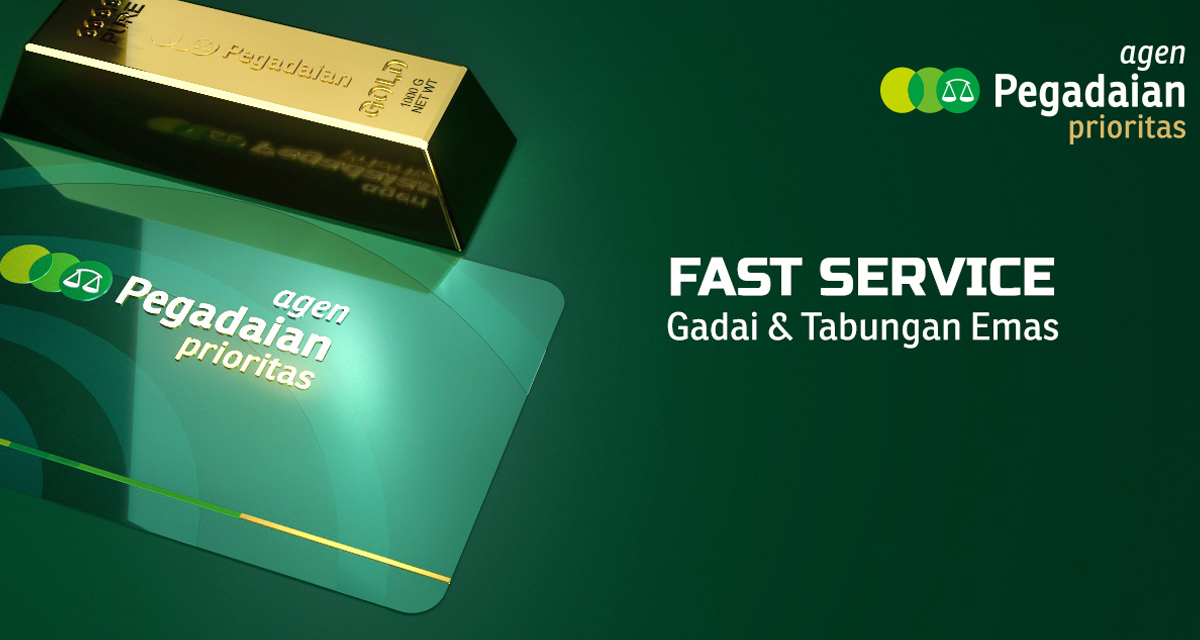 PURE
Pegadaian
GOLD
1000 G
NET WT
agen
Pegadaian
prioritas
agen
Pegadaian
prioritas
FAST SERVICE
Gadai & Tabungan Emas